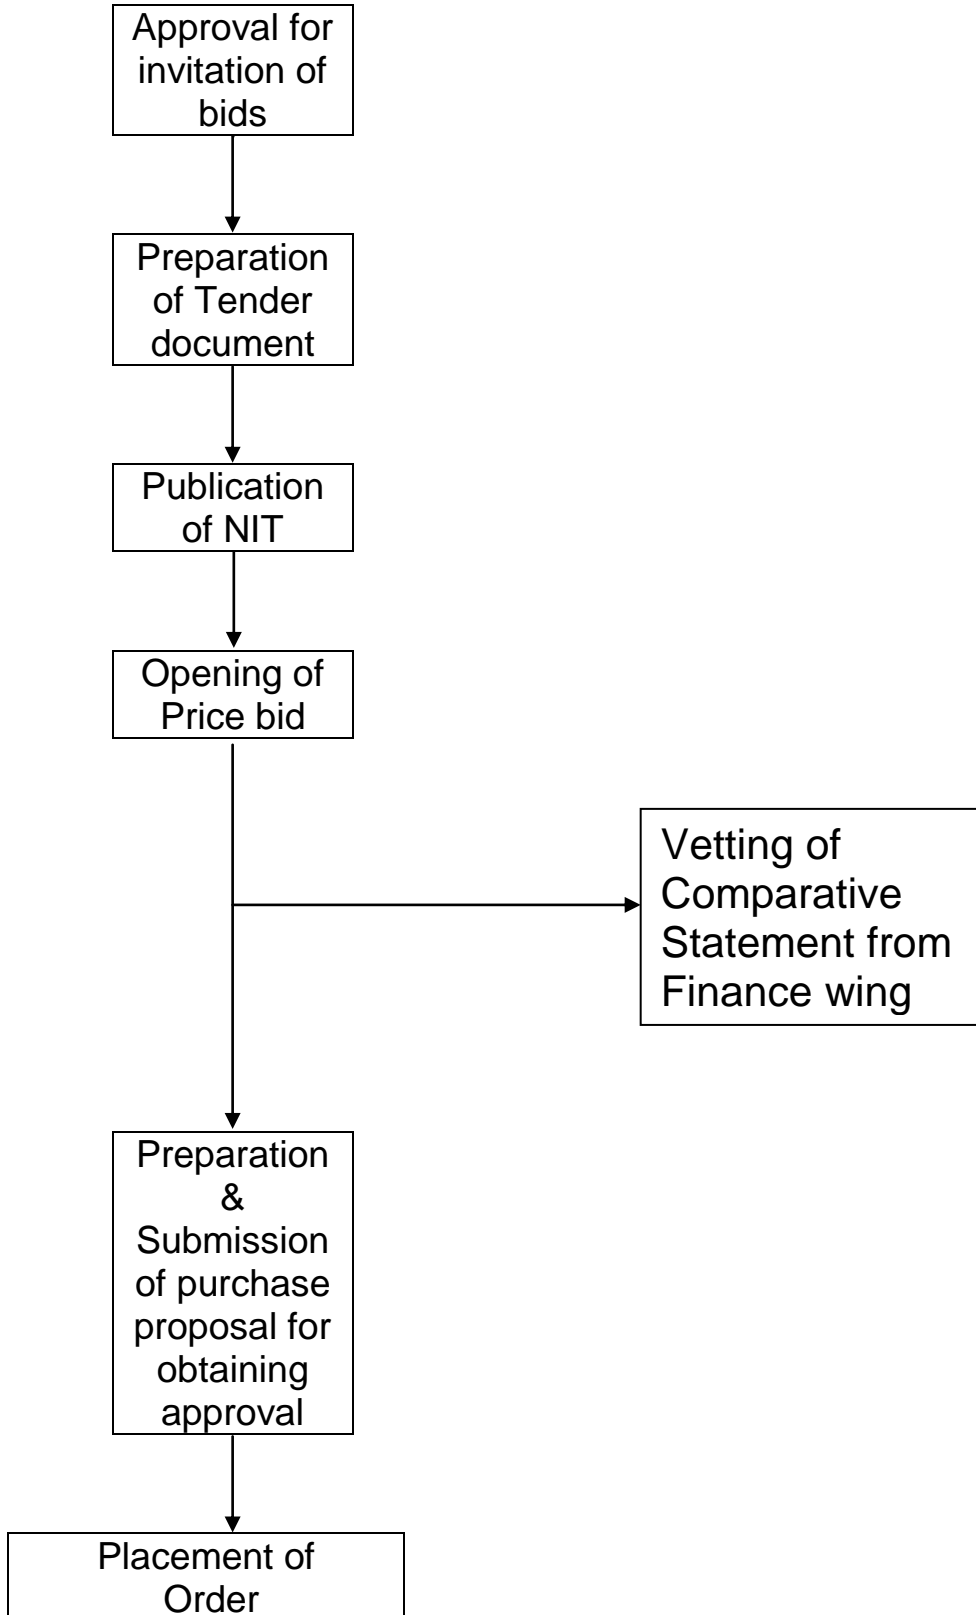 Approval for
invitation of
bids
Preparation
of Tender
document
Publication
of NIT
Opening of
Price bid
Vetting of
Comparative
Statement from
Finance wing
Preparation
&
Submission
of purchase
proposal for
obtaining
approval
Placement of
Order